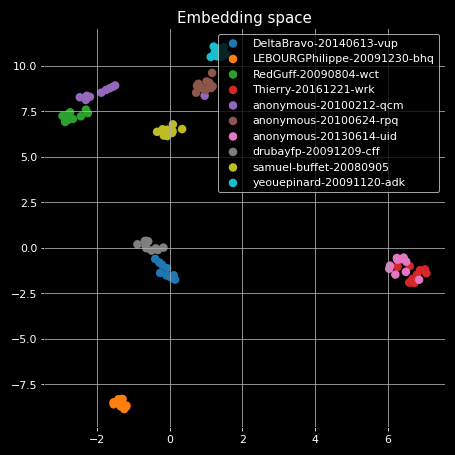 Embedding space
DeltaBravo-20140613-vup
LEBOURGPhilippe-20091230-bhq
RedGuff-20090804-wct
Thierry-20161221-wrk
anonymous-20100212-qcm
anonymous-20100624-rpq
anonymous-20130614-uid
drubayfp-20091209-cff
samuel-buffet-20080905
yeouepinard-20091120-adk
10.0
7.5
5.0
2.5
0.0
−2.5
−5.0
−7.5
−2 0 2 4 6